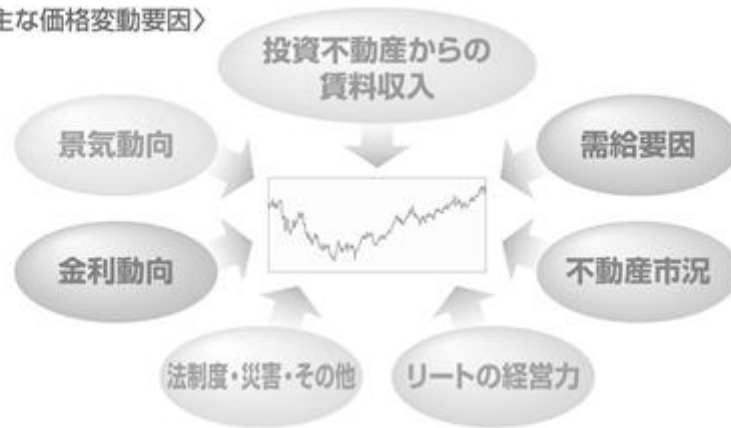 主な価格変動要因〉
投資不動産からの
賃料収入
景気動向
需給要因
金利動向
不動産市況
法制度・災害・その他
リートの経営力